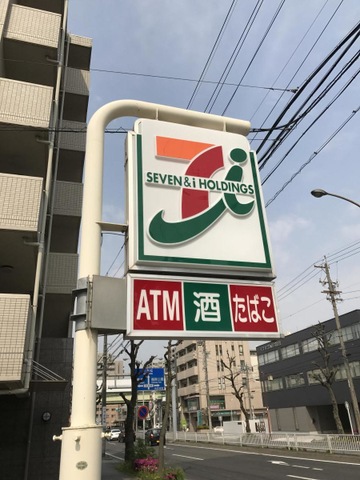 SEVEN & i HOLDINGS
ATM 酒 たばこ